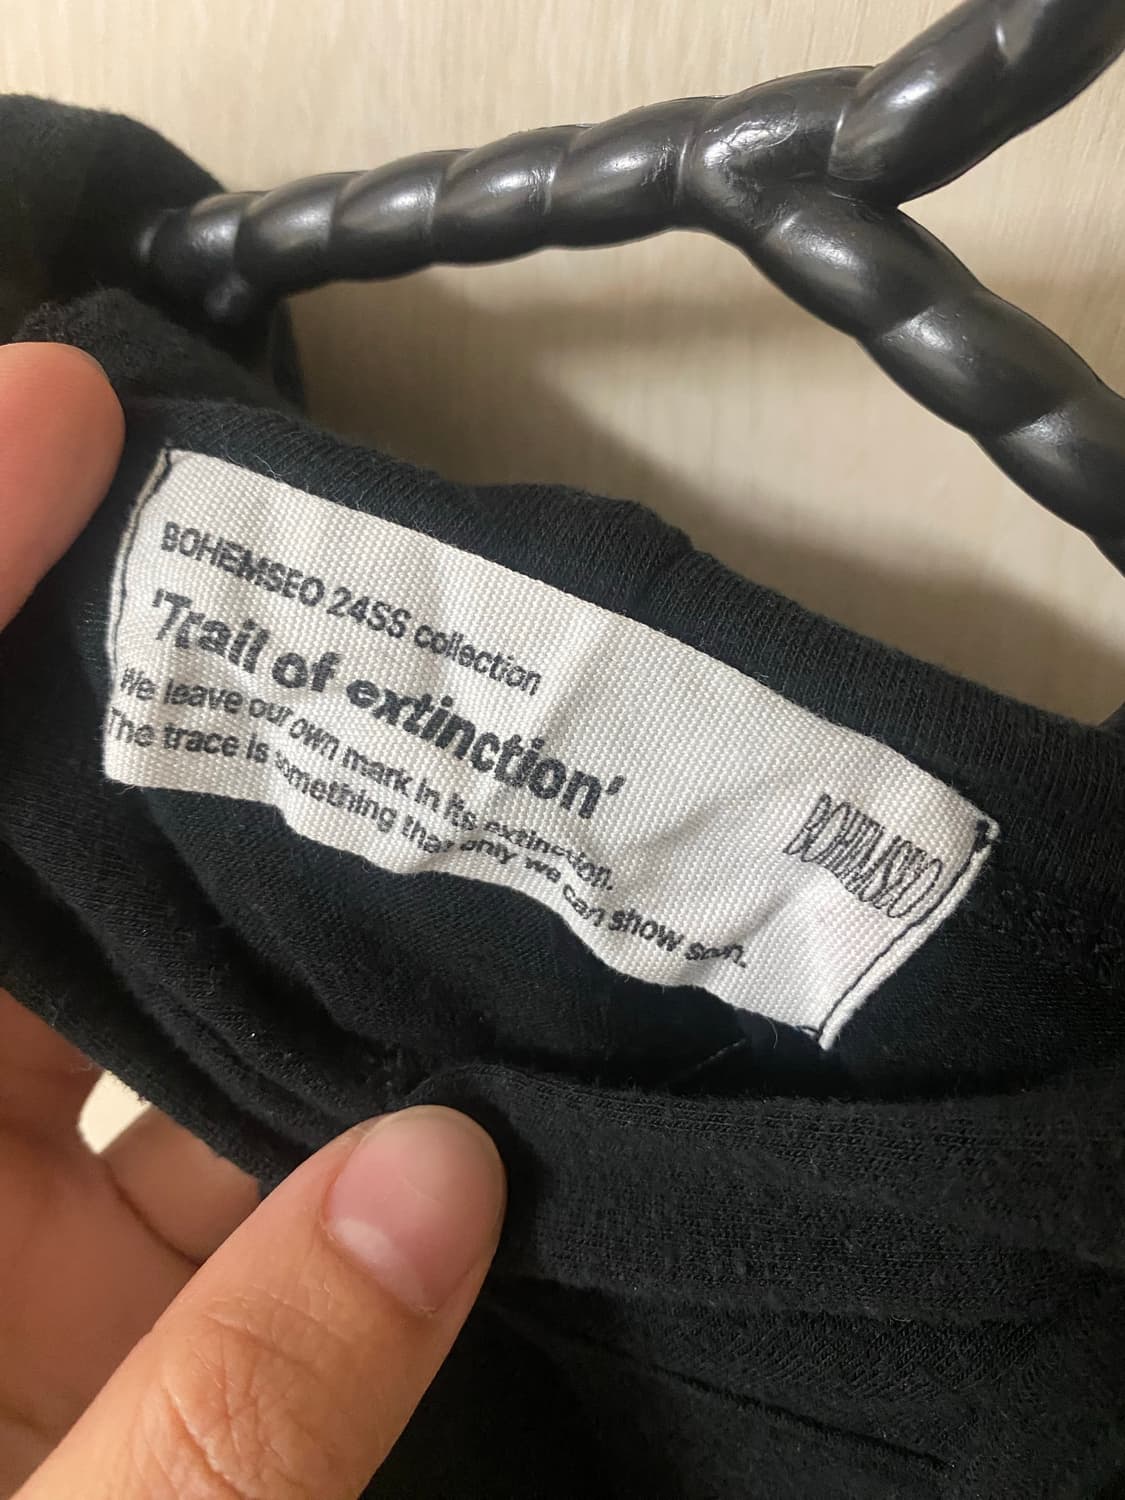 BOHEMSEO 24SS collection
'Trail of extinction'
We leave our own mark in its extinction.
The trace is something that only we can show soon.
BOHEMSEO